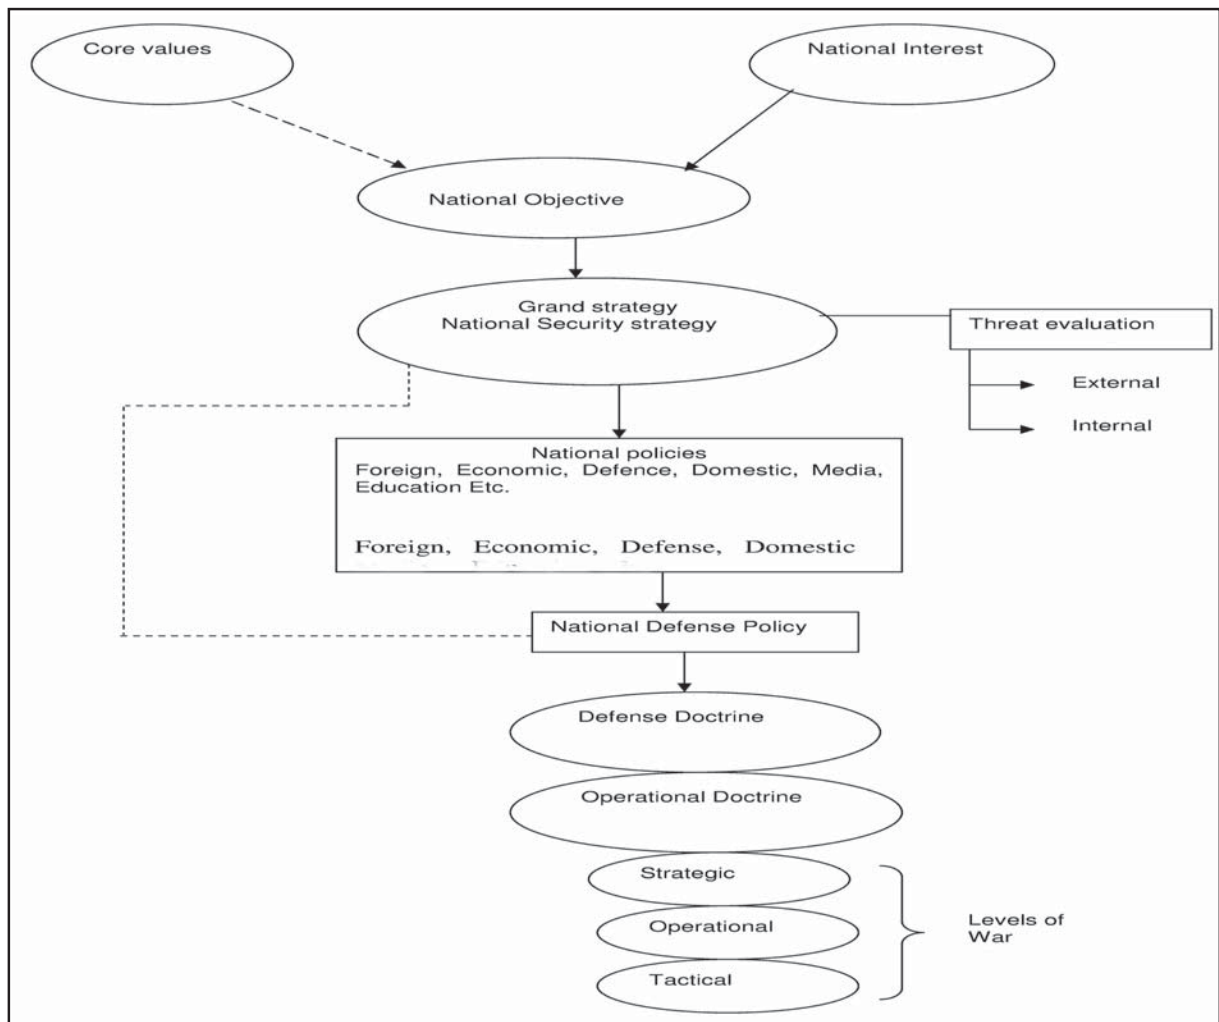 Core values
National Interest
National Objective
Grand strategy
National Security strategy
Threat evaluation
External
Internal
National policies
Foreign, Economic, Defence, Domestic, Media,
Education Etc.
Foreign, Economic, Defense, Domestic
National Defense Policy
Defense Doctrine
Operational Doctrine
Strategic
Operational
Tactical
Levels of
War